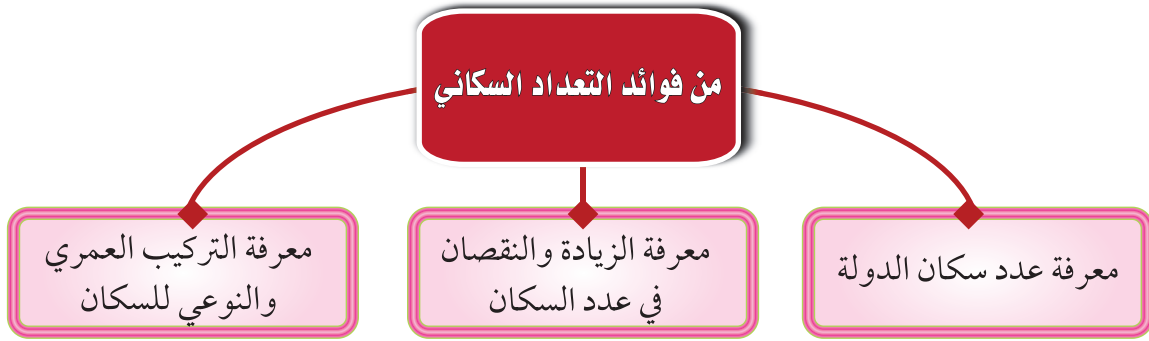 من فوائد التعداد السكاني
معرفة عدد سكان الدولة
معرفة الزيادة والنقصان
في عدد السكان
معرفة التركيب العمري
والنوعي للسكان